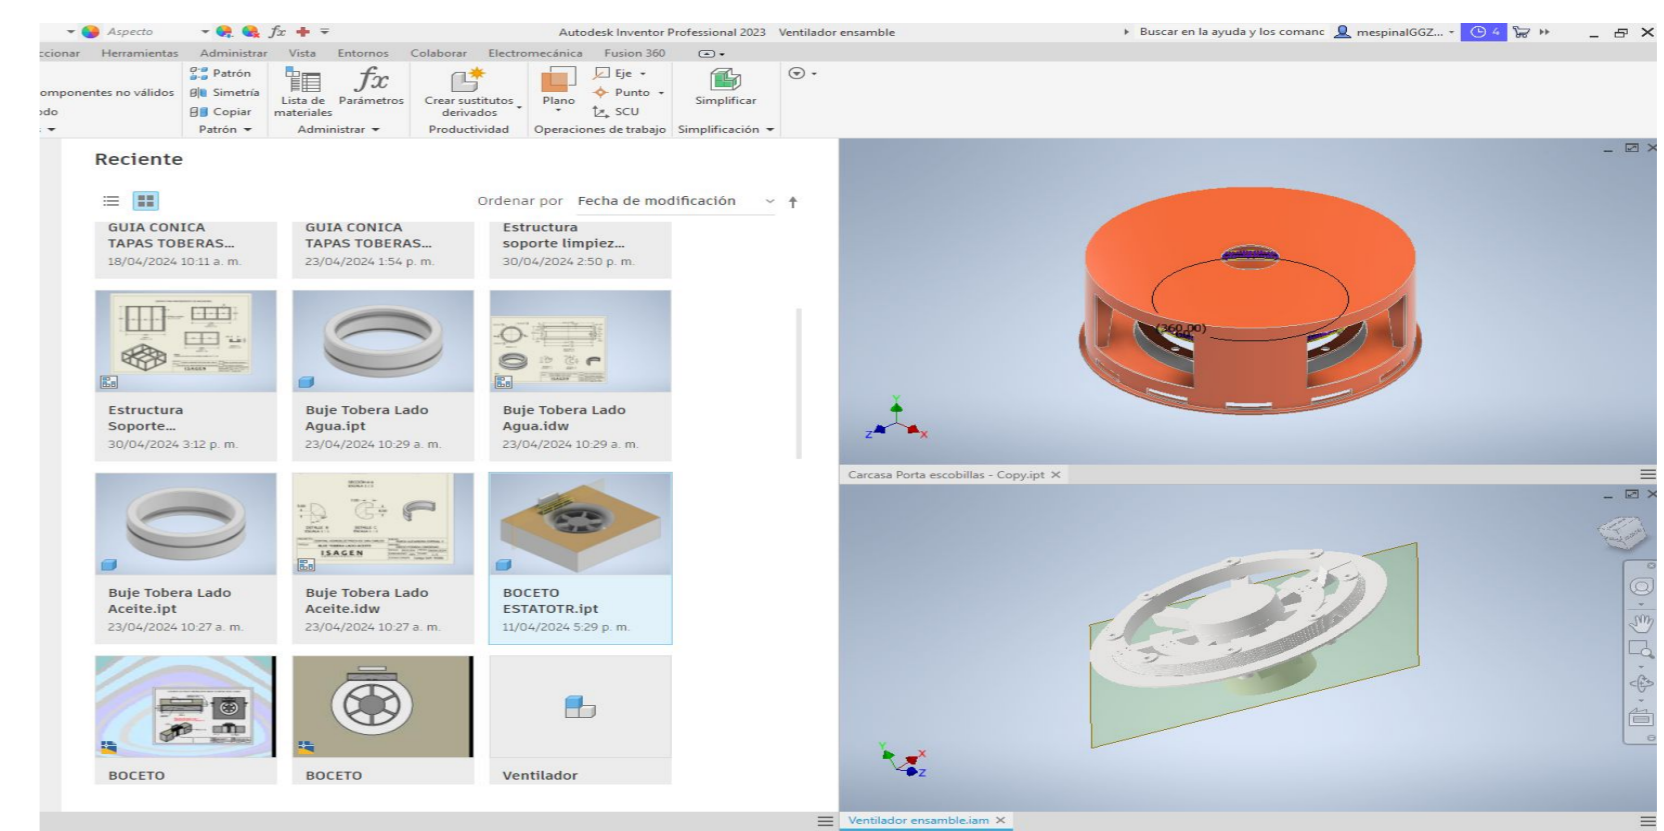 Aspecto
fx
Autodesk Inventor Professional 2023 Ventilador ensamble
Buscar en la ayuda y los comanc
mespinalGGZ...
4
ccionar Herramientas Administrar Vista Entornos Colaborar Electromecánica Fusion 360
omponentes no válidos
Patrón
Simetría
Copiar
Patrón
Lista de
materiales
fx
Parámetros
Administrar
Crear sustitutos
derivados
Productividad
Plano
Eje
Punto
SCU
Operaciones de trabajo
Simplificar
Simplificación
Reciente
Ordenar por Fecha de modificación
GUIA CONICA
TAPAS TOBERAS...
18/04/2024 10:11 a. m.
GUIA CONICA
TAPAS TOBERAS...
23/04/2024 1:54 p. m.
Estructura
soporte limpiez...
30/04/2024 2:50 p. m.
Estructura
Soporte...
30/04/2024 3:12 p. m.
Buje Tobera Lado
Agua.ipt
23/04/2024 10:29 a. m.
Buje Tobera Lado
Agua.idw
23/04/2024 10:29 a. m.
ISAGEN
Buje Tobera Lado
Aceite.ipt
23/04/2024 10:27 a. m.
Buje Tobera Lado
Aceite.idw
23/04/2024 10:27 a. m.
BOCETO
ESTATOTR.ipt
11/04/2024 5:29 p. m.
BOCETO
BOCETO
Ventilador
(360,00)
Y
Z
X
Carcasa Porta escobillas - Copy.ipt
Y
X
Z
Ventilador ensamble.iam